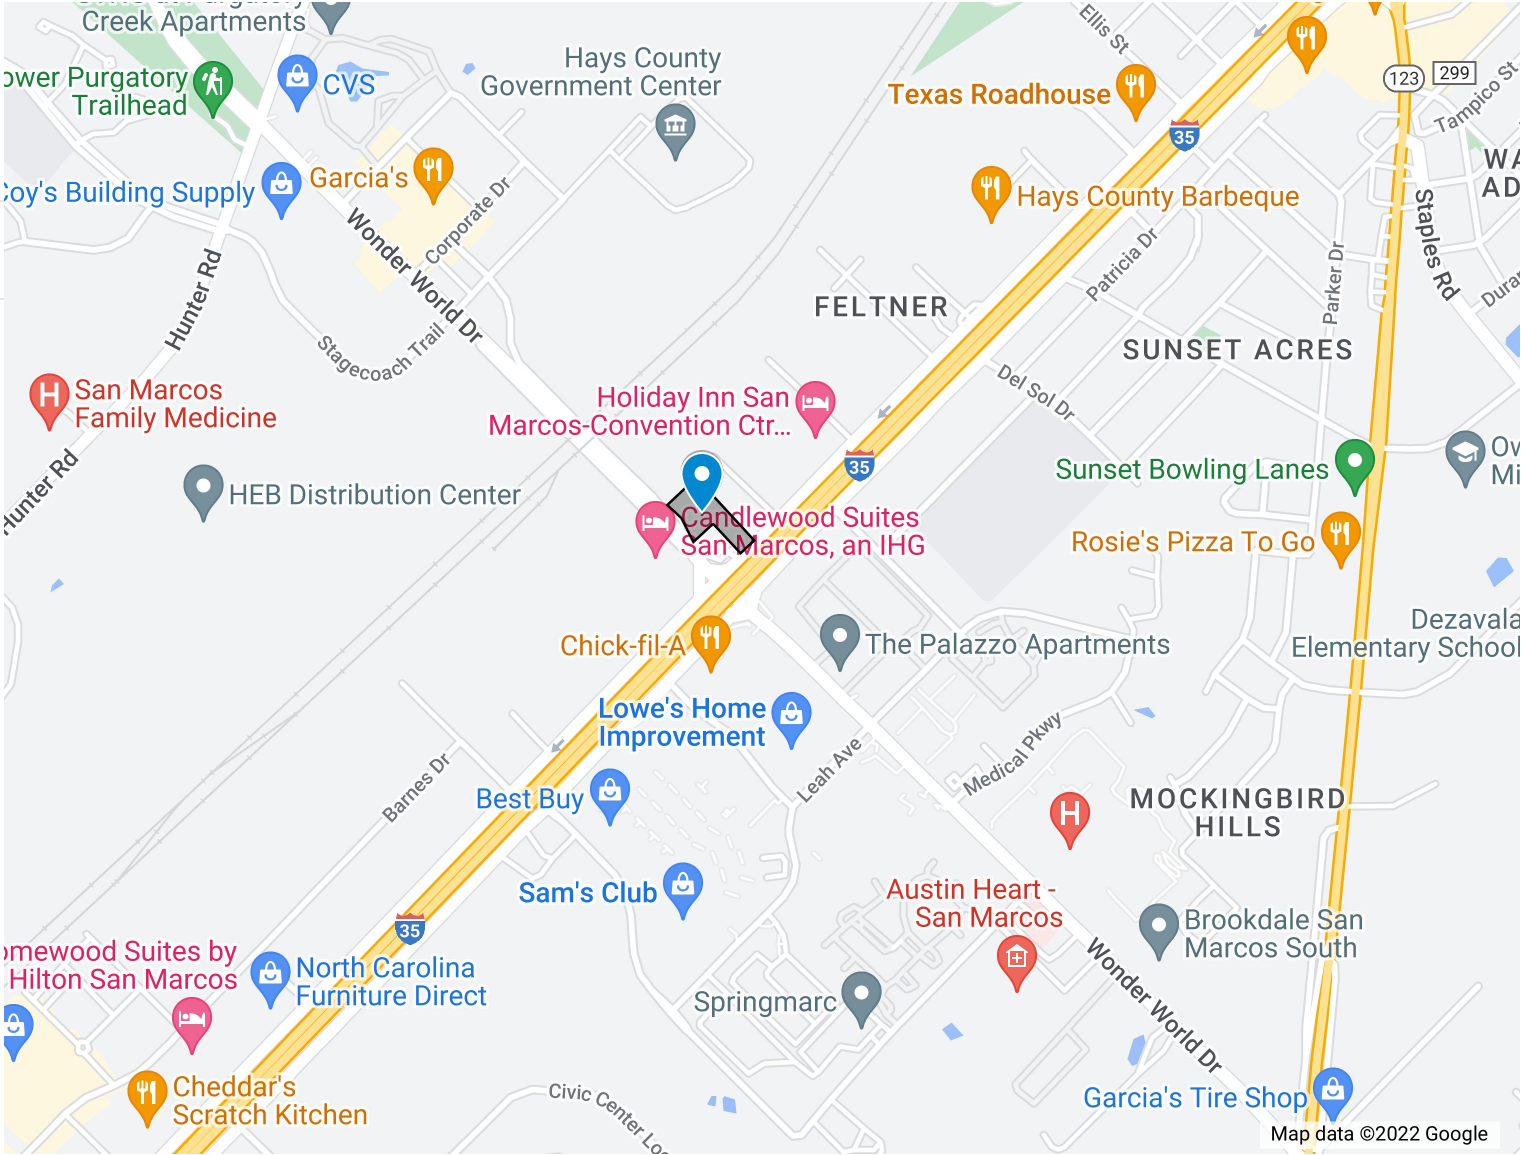 Creek Apartments
ower Purgatory
Trailhead
CVS
Hays County
Government Center
Ellis St
Texas Roadhouse
35
123
299
Tampico St
WA
AD
Coy's Building Supply
Garcia's
Corporate Dr
Hays County Barbeque
Staples Rd
Wonder World Dr
Hunter Rd
Patricia Dr
Parker Dr
Duran
FELTNER
SUNSET ACRES
Stagecoach Trail
San Marcos
Family Medicine
Holiday Inn San
Marcos-Convention Ctr...
Del Sol Dr
35
Hunter Rd
HEB Distribution Center
Sunset Bowling Lanes
Ow
Mi
Candlewood Suites
San Marcos, an IHG
Rosie's Pizza To Go
Chick-fil-A
The Palazzo Apartments
Dezavala
Elementary School
Lowe's Home
Improvement
Leah Ave
Medical Pkwy
Barnes Dr
Best Buy
MOCKINGBIRD
HILLS
Sam's Club
Austin Heart -
San Marcos
Brookdale San
Marcos South
35
omewood Suites by
Hilton San Marcos
North Carolina
Furniture Direct
Springmarc
Wonder World Dr
Cheddar's
Scratch Kitchen
Civic Center Loo
Garcia's Tire Shop
Map data ©2022 Google